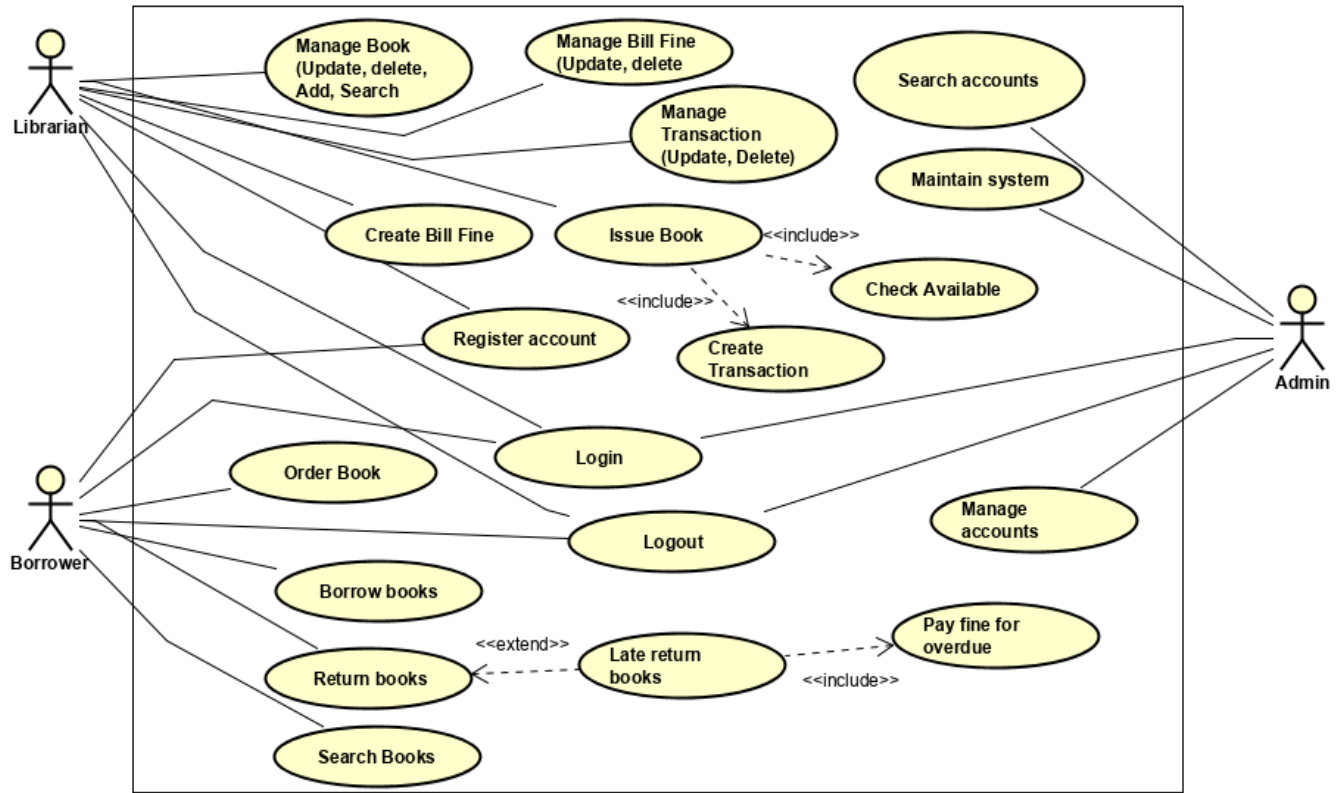 Manage Book
(Update, delete,
Add, Search
Manage Bill Fine
(Update, delete
Search accounts
Librarian
Manage
Transaction
(Update, Delete)
Maintain system
Create Bill Fine
Issue Book
<<include>>
Check Available
<<include>>
Register account
Create
Transaction
Admin
Login
Order Book
Manage
accounts
Logout
Borrower
Borrow books
Pay fine for
overdue
<<extend>>
Late return
books
Return books
<<include>>
Search Books